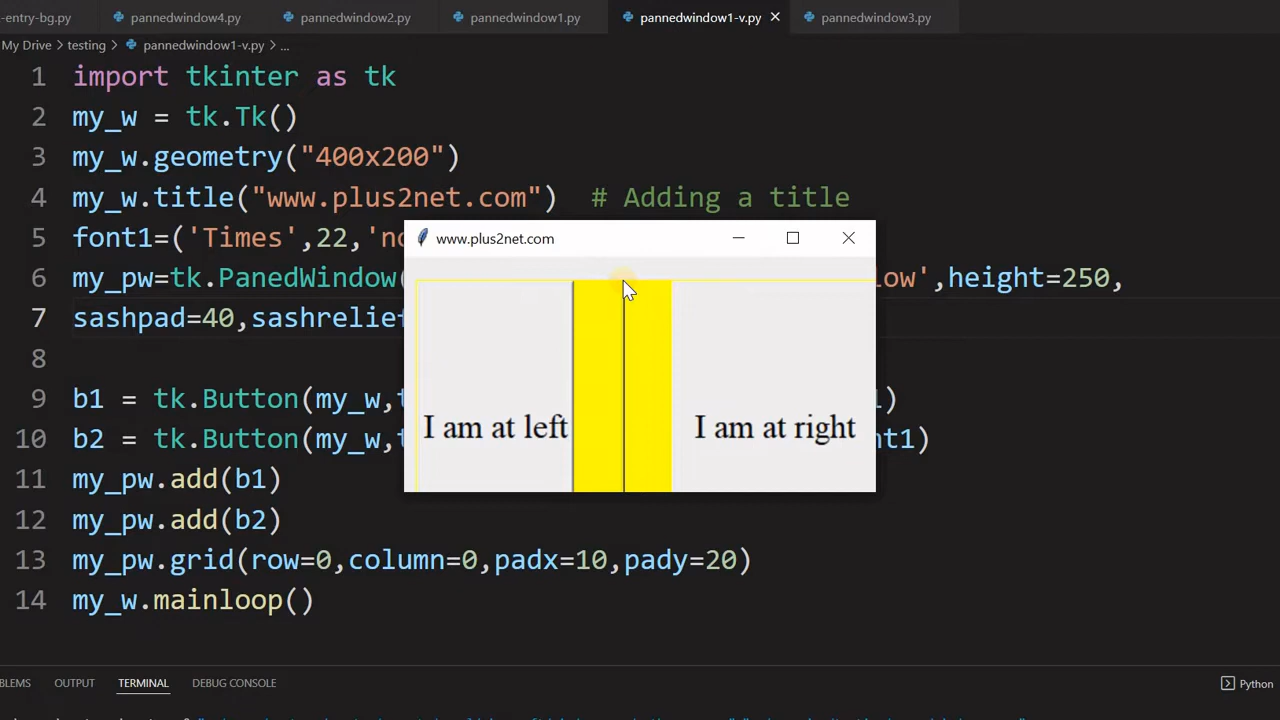 -entry-bg.py pannedwindow4.py pannedwindow2.py pannedwindow1.py pannedwindow1-v.py pannedwindow3.py
My Drive > testing > pannedwindow1-v.py > ...
1 import tkinter as tk
2 my_w = tk.Tk()
3 my_w.geometry("400x200")
4 my_w.title("www.plus2net.com") # Adding a title
5 font1=('Times',22,'no
6 my_pw=tk.PanedWindow( low',height=250,
7 sashpad=40,sashrelief
8
9 b1 = tk.Button(my_w,t 1)
10 b2 = tk.Button(my_w,t nt1)
11 my_pw.add(b1)
12 my_pw.add(b2)
13 my_pw.grid(row=0,column=0,padx=10,pady=20)
14 my_w.mainloop()
www.plus2net.com
I am at left I am at right
BLEMS OUTPUT TERMINAL DEBUG CONSOLE Python